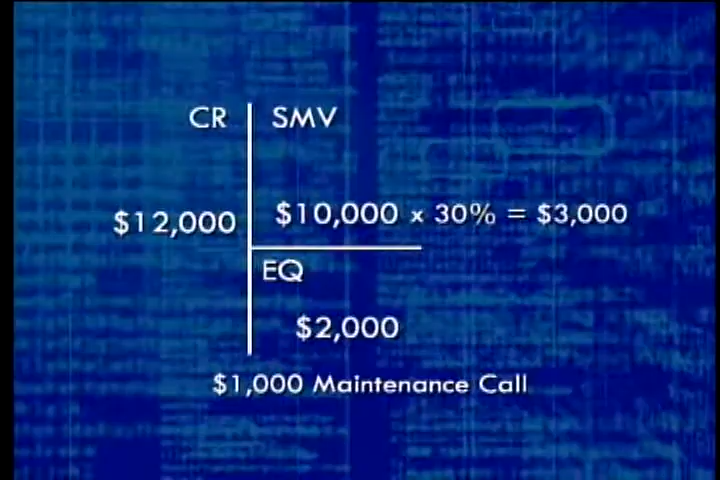 CR SMV
$12,000 $10,000 x 30% = $3,000
EQ
$2,000
$1,000 Maintenance Call